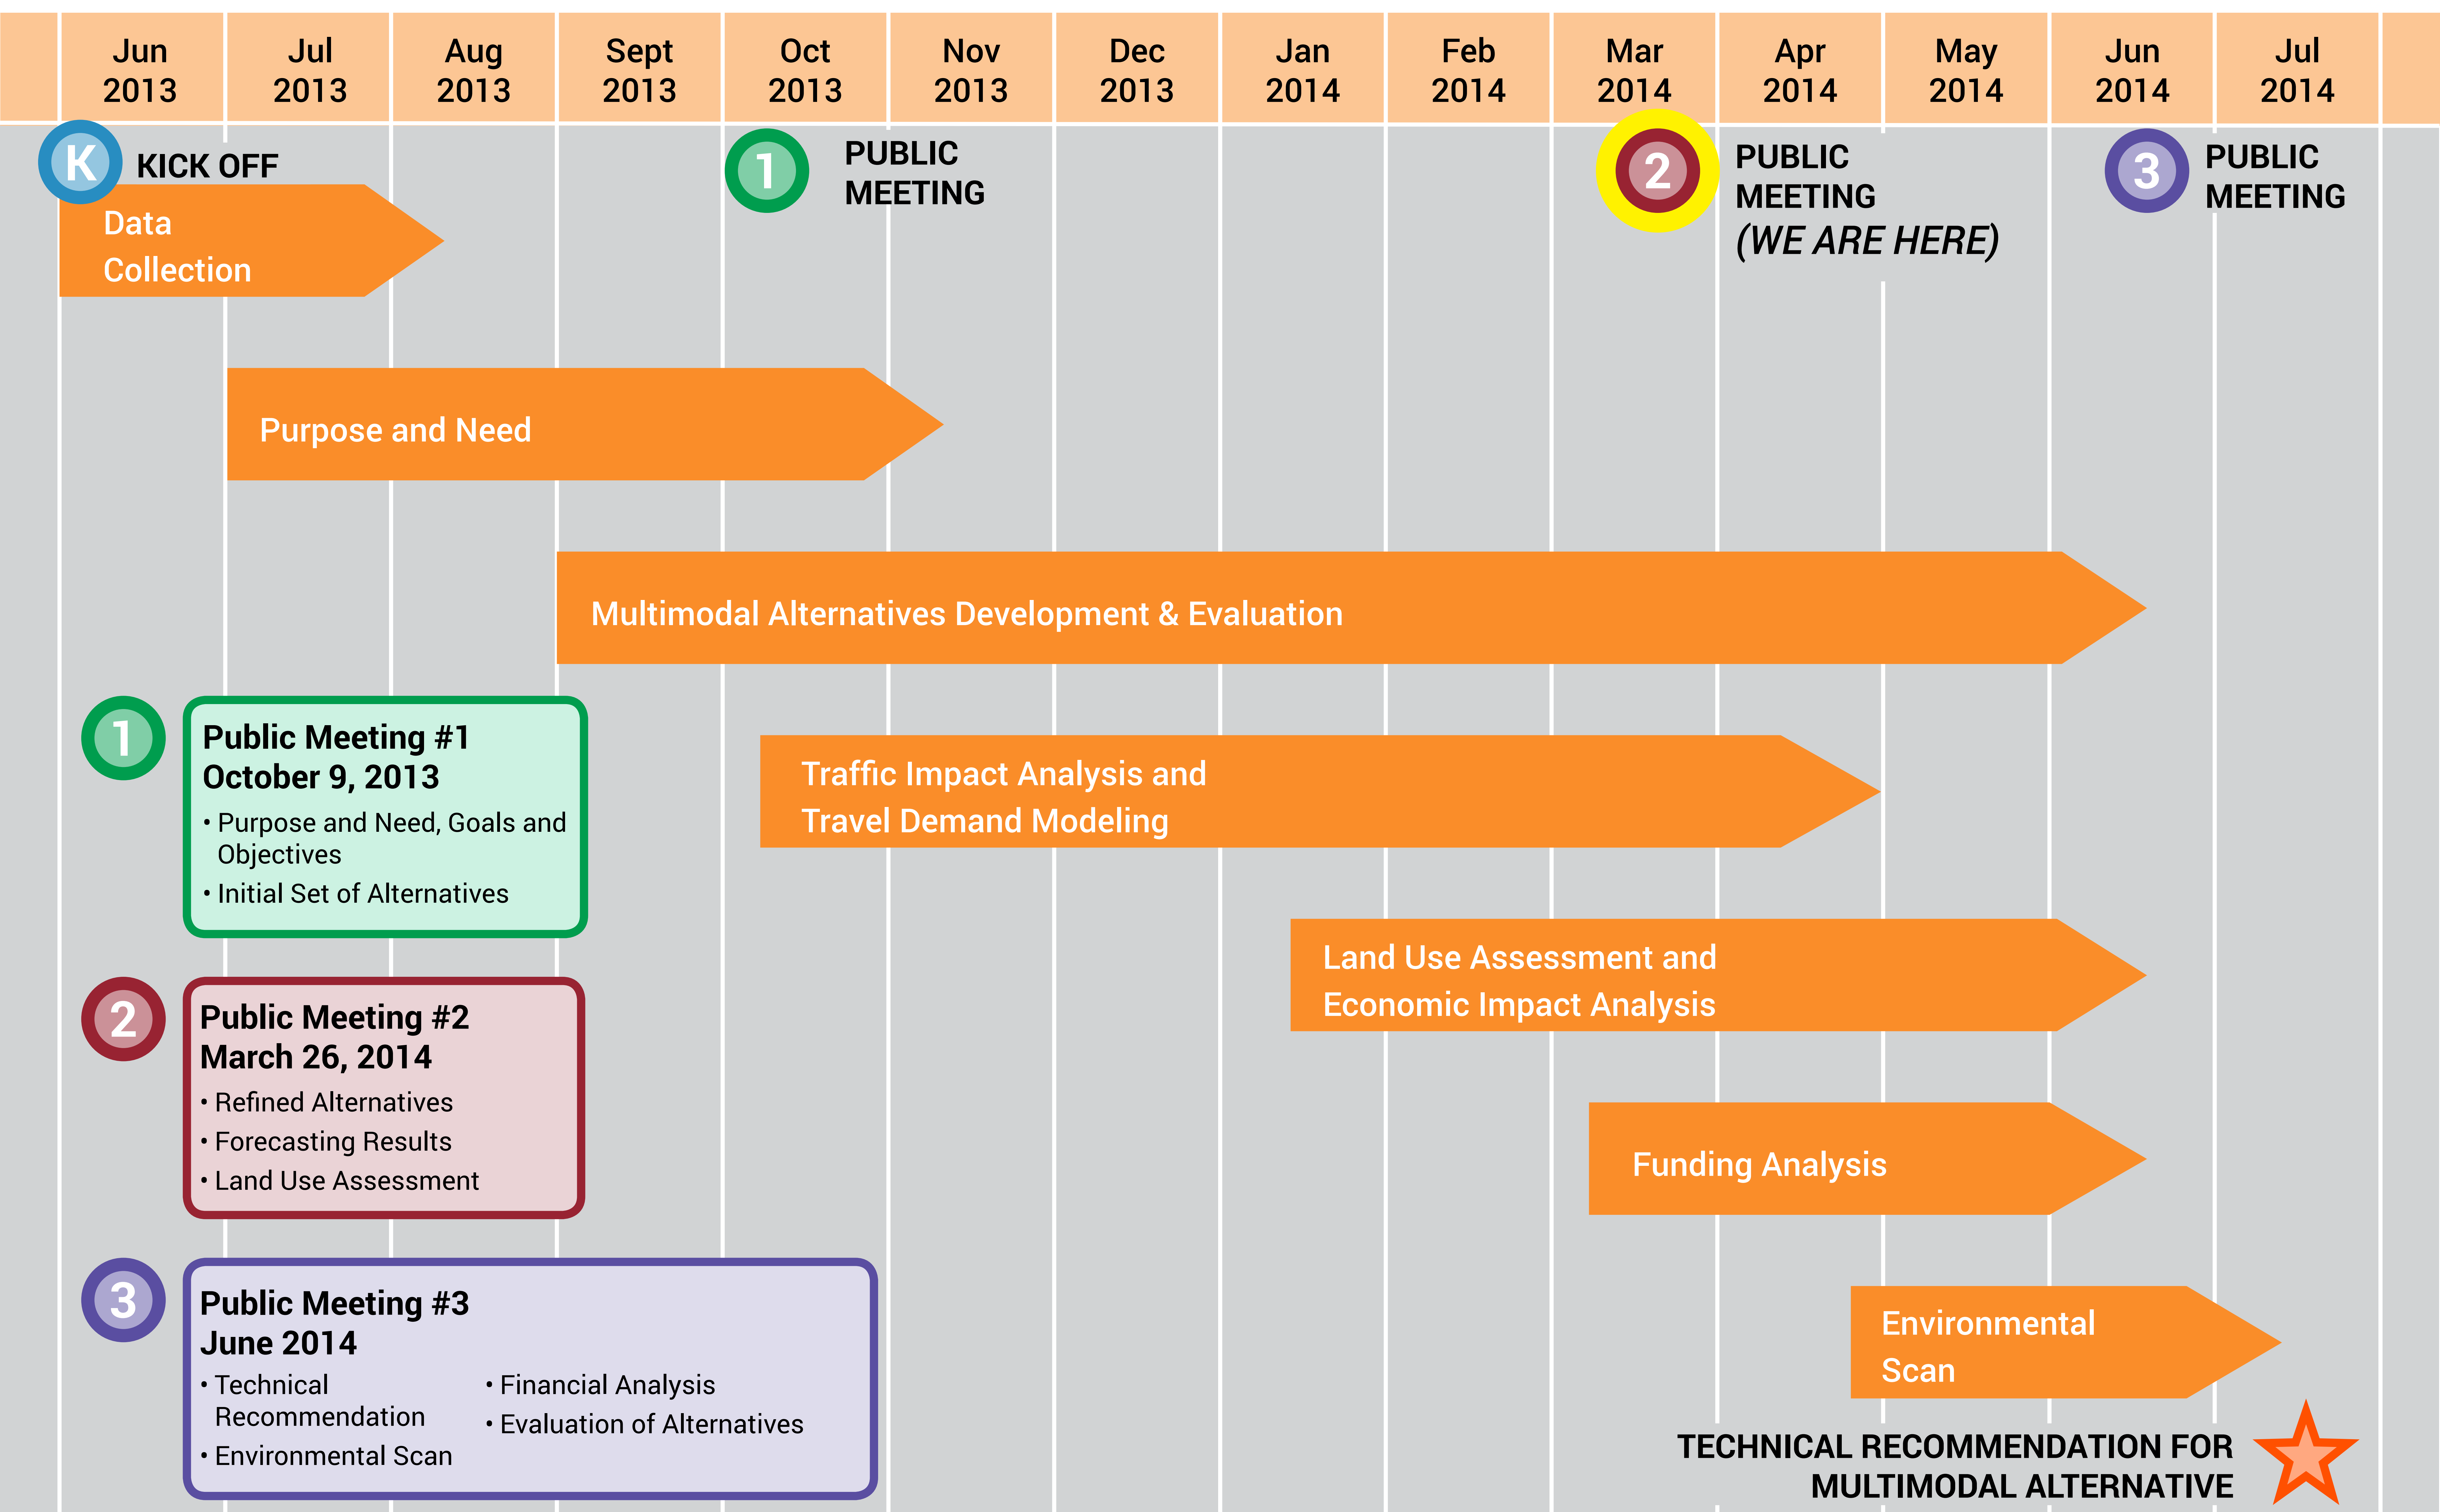 Jun Jul Aug Sept Oct Nov Dec Jan Feb Mar Apr May Jun Jul
2013 2013 2013 2013 2013 2013 2013 2014 2014 2014 2014 2014 2014 2014
K KICK OFF
1 PUBLIC
MEETING
2 PUBLIC
MEETING
(WE ARE HERE)
3 PUBLIC
MEETING
Data
Collection
Purpose and Need
Multimodal Alternatives Development & Evaluation
Traffic Impact Analysis and
Travel Demand Modeling
Land Use Assessment and
Economic Impact Analysis
Funding Analysis
Environmental
Scan
1
Public Meeting #1
October 9, 2013
• Purpose and Need, Goals and
Objectives
• Initial Set of Alternatives
2
Public Meeting #2
March 26, 2014
• Refined Alternatives
• Forecasting Results
• Land Use Assessment
3
Public Meeting #3
June 2014
• Technical
Recommendation
• Environmental Scan
• Financial Analysis
• Evaluation of Alternatives
TECHNICAL RECOMMENDATION FOR
MULTIMODAL ALTERNATIVE